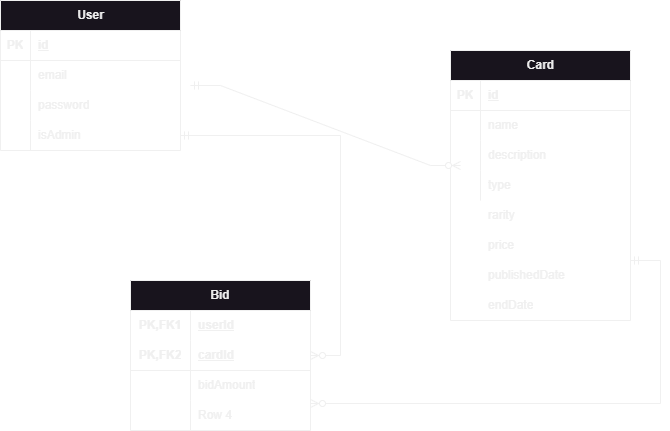 User
PK id
email
password
isAdmin
Card
PK id
name
description
type
rarity
price
publishedDate
endDate
Bid
PK,FK1 userId
PK,FK2 cardId
bidAmount
Row 4